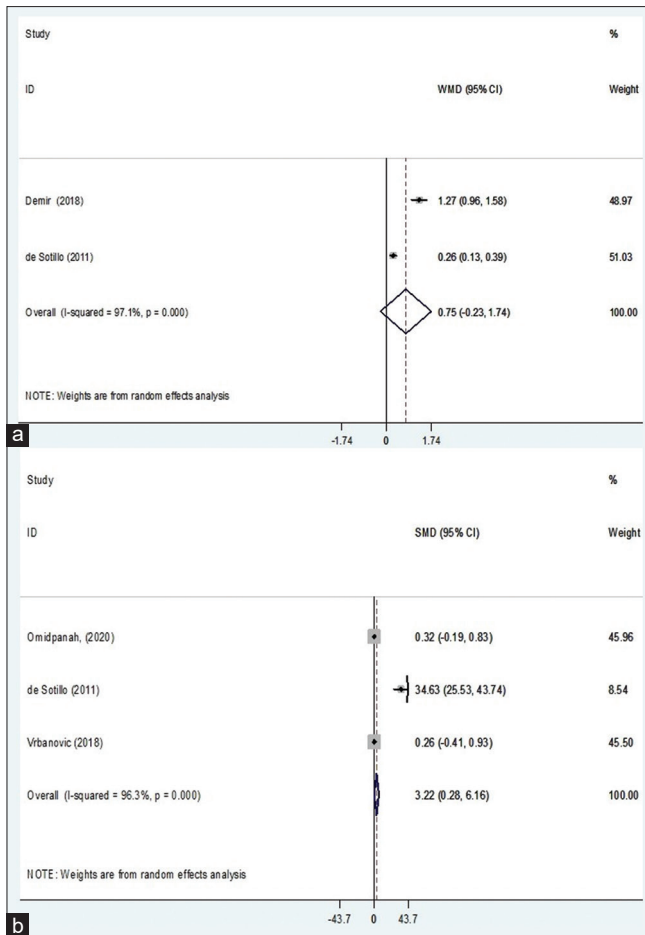 Study %
ID WMD (95% CI) Weight
Demir (2018) 1.27 (0.96, 1.58) 48.97
de Sotillo (2011) 0.26 (0.13, 0.39) 51.03
Overall (I-squared = 97.1%, p = 0.000) 0.75 (-0.23, 1.74) 100.00
NOTE: Weights are from random effects analysis
a
-1.74 0 1.74
Study %
ID SMD (95% CI) Weight
Omidpanah, (2020) 0.32 (-0.19, 0.83) 45.96
de Sotillo (2011) 34.63 (25.53, 43.74) 8.54
Vrbanovic (2018) 0.26 (-0.41, 0.93) 45.50
Overall (I-squared = 96.3%, p = 0.000) 3.22 (0.28, 6.16) 100.00
NOTE: Weights are from random effects analysis
b
-43.7 0 43.7